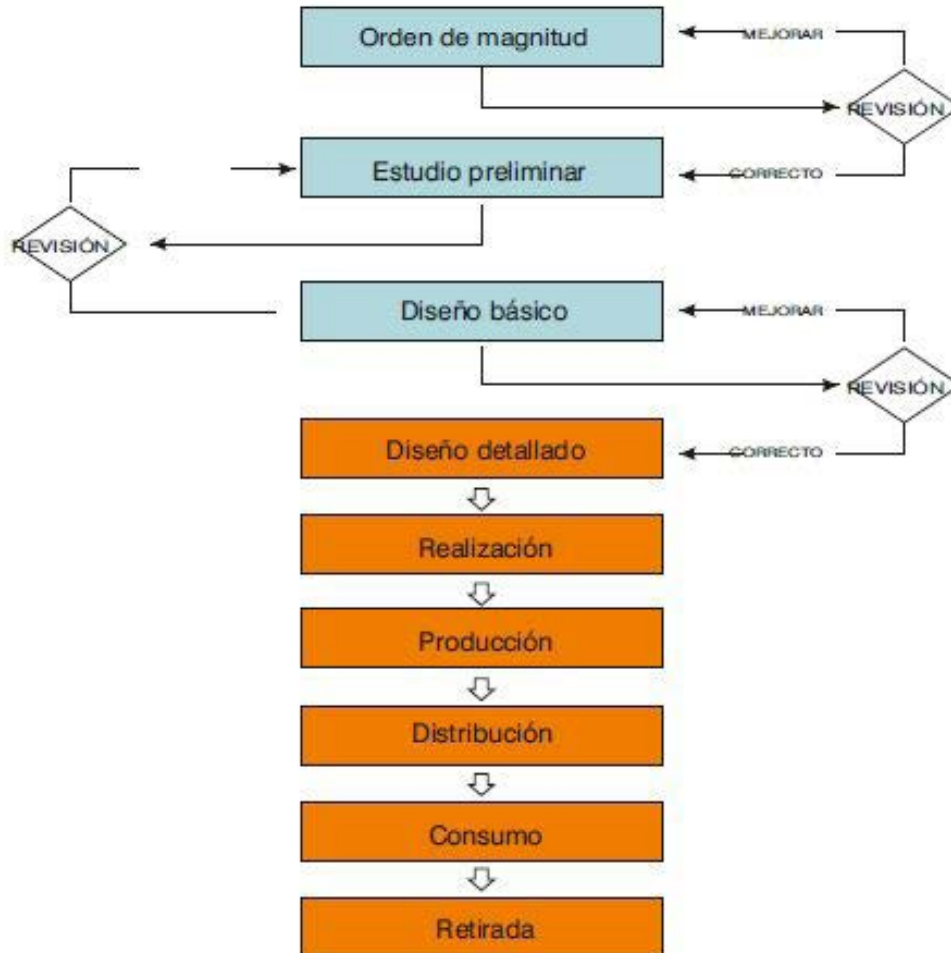 Orden de magnitud
MEJORAR
REVISIÓN
Estudio preliminar
CORRECTO
REVISIÓN
Diseño básico
MEJORAR
REVISIÓN
Diseño detallado
CORRECTO
Realización
Producción
Distribución
Consumo
Retirada